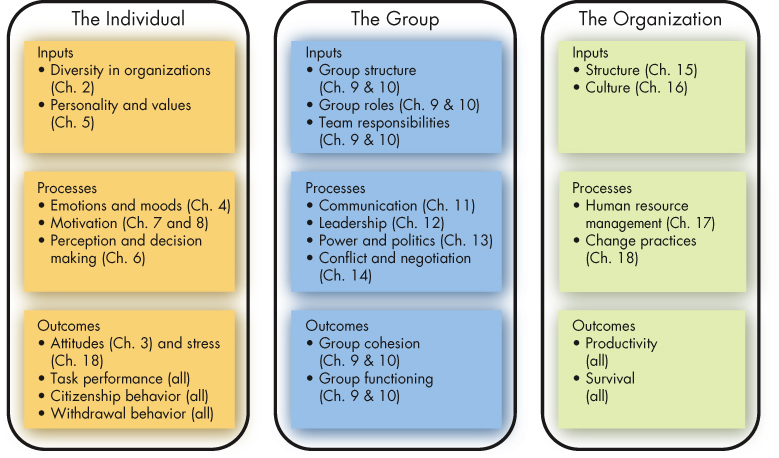 The Individual
Inputs
• Diversity in organizations
(Ch. 2)
• Personality and values
(Ch. 5)
Processes
• Emotions and moods (Ch. 4)
• Motivation (Ch. 7 and 8)
• Perception and decision
making (Ch. 6)
Outcomes
• Attitudes (Ch. 3) and stress
(Ch. 18)
• Task performance (all)
• Citizenship behavior (all)
• Withdrawal behavior (all)
The Group
Inputs
• Group structure
(Ch. 9 & 10)
• Group roles (Ch. 9 & 10)
• Team responsibilities
(Ch. 9 & 10)
Processes
• Communication (Ch. 11)
• Leadership (Ch. 12)
• Power and politics (Ch. 13)
• Conflict and negotiation
(Ch. 14)
Outcomes
• Group cohesion
(Ch. 9 & 10)
• Group functioning
(Ch. 9 & 10)
The Organization
Inputs
• Structure (Ch. 15)
• Culture (Ch. 16)
Processes
• Human resource
management (Ch. 17)
• Change practices
(Ch. 18)
Outcomes
• Productivity
(all)
• Survival
(all)